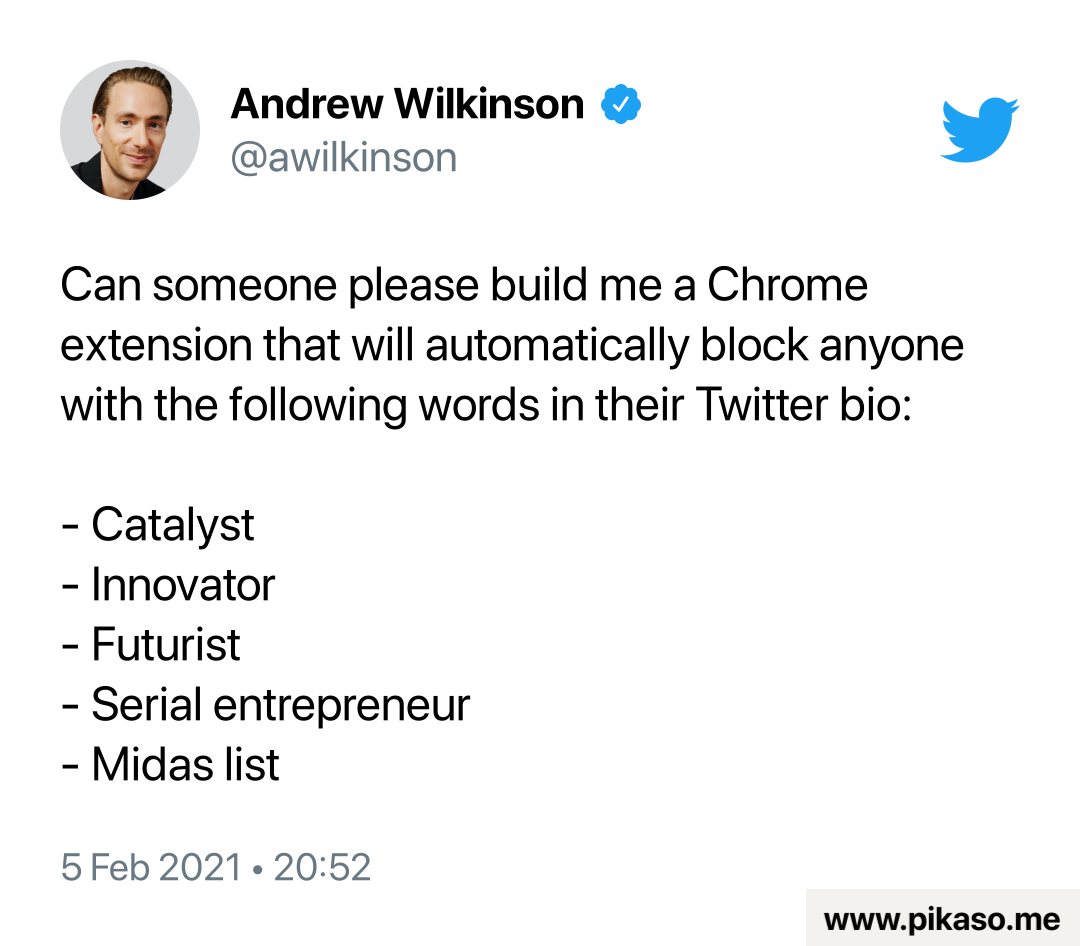 Andrew Wilkinson
@awilkinson
Can someone please build me a Chrome
extension that will automatically block anyone
with the following words in their Twitter bio:
- Catalyst
- Innovator
- Futurist
- Serial entrepreneur
- Midas list
5 Feb 2021 • 20:52
www.pikaso.me